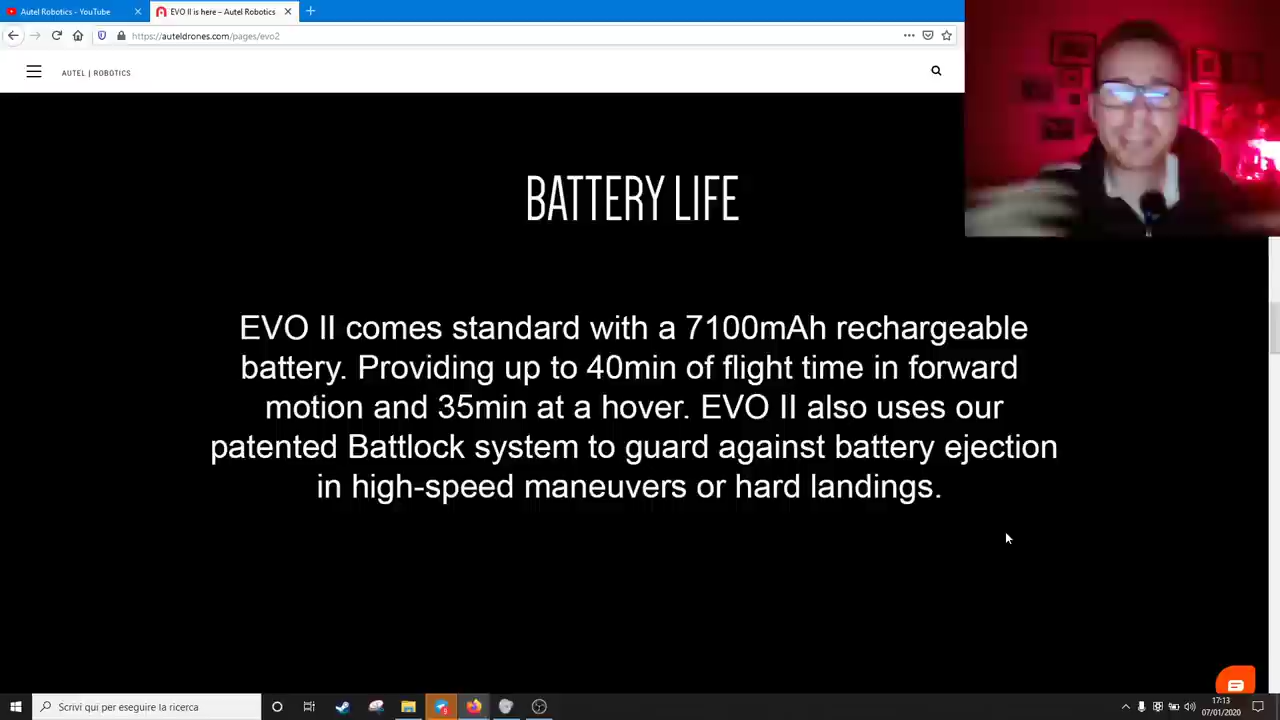 Autel Robotics - YouTube
EVO II is here – Autel Robotics
https://auteldrones.com/pages/evo2
AUTEL | ROBOTICS
BATTERY LIFE
EVO II comes standard with a 7100mAh rechargeable
battery. Providing up to 40min of flight time in forward
motion and 35min at a hover. EVO II also uses our
patented Battlock system to guard against battery ejection
in high-speed maneuvers or hard landings.
Scrivi qui per eseguire la ricerca
17:13
07/01/2020